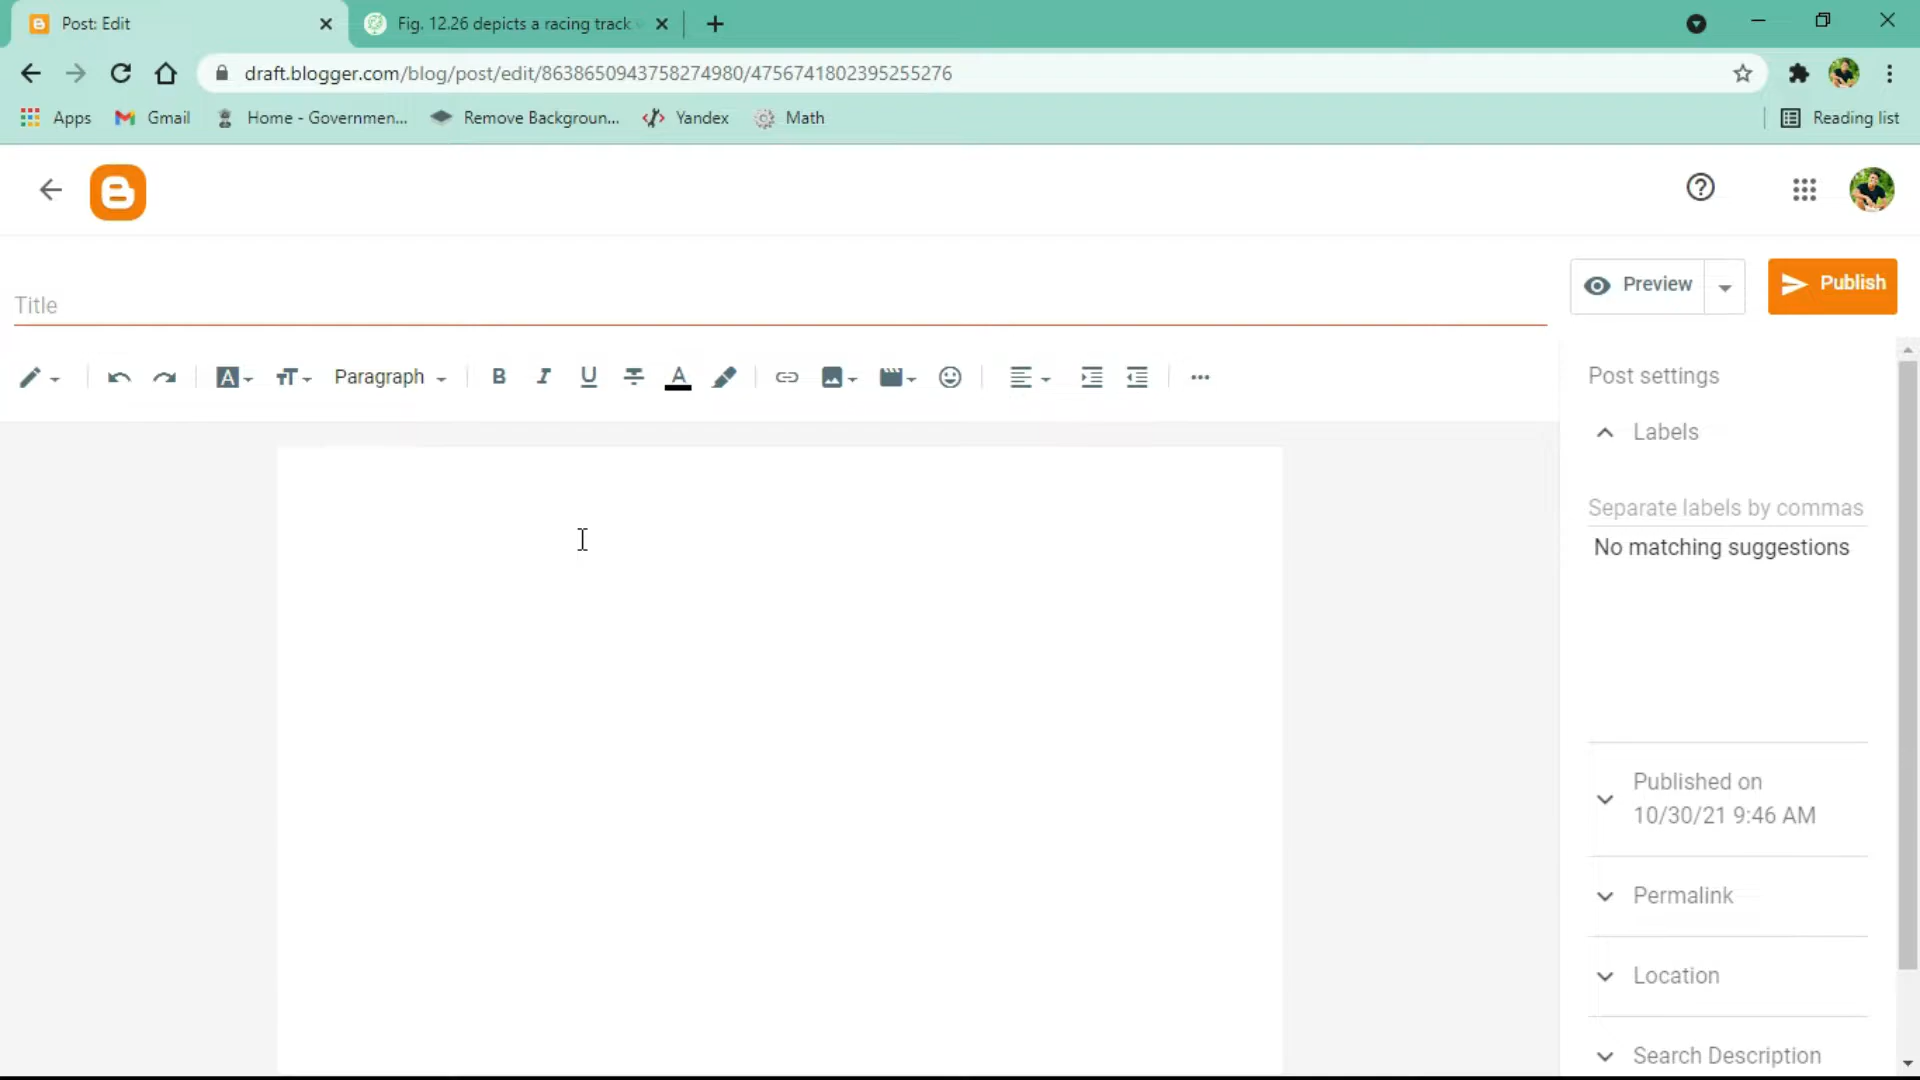 Post: Edit
Fig. 12.26 depicts a racing track
draft.blogger.com/blog/post/edit/8638650943758274980/4756741802395255276
Apps
Gmail
Home - Governmen...
Remove Backgroun...
Yandex
Math
Reading list
Title
Preview
Publish
Paragraph
Post settings
Labels
Separate labels by commas
No matching suggestions
Published on
10/30/21 9:46 AM
Permalink
Location
Search Description